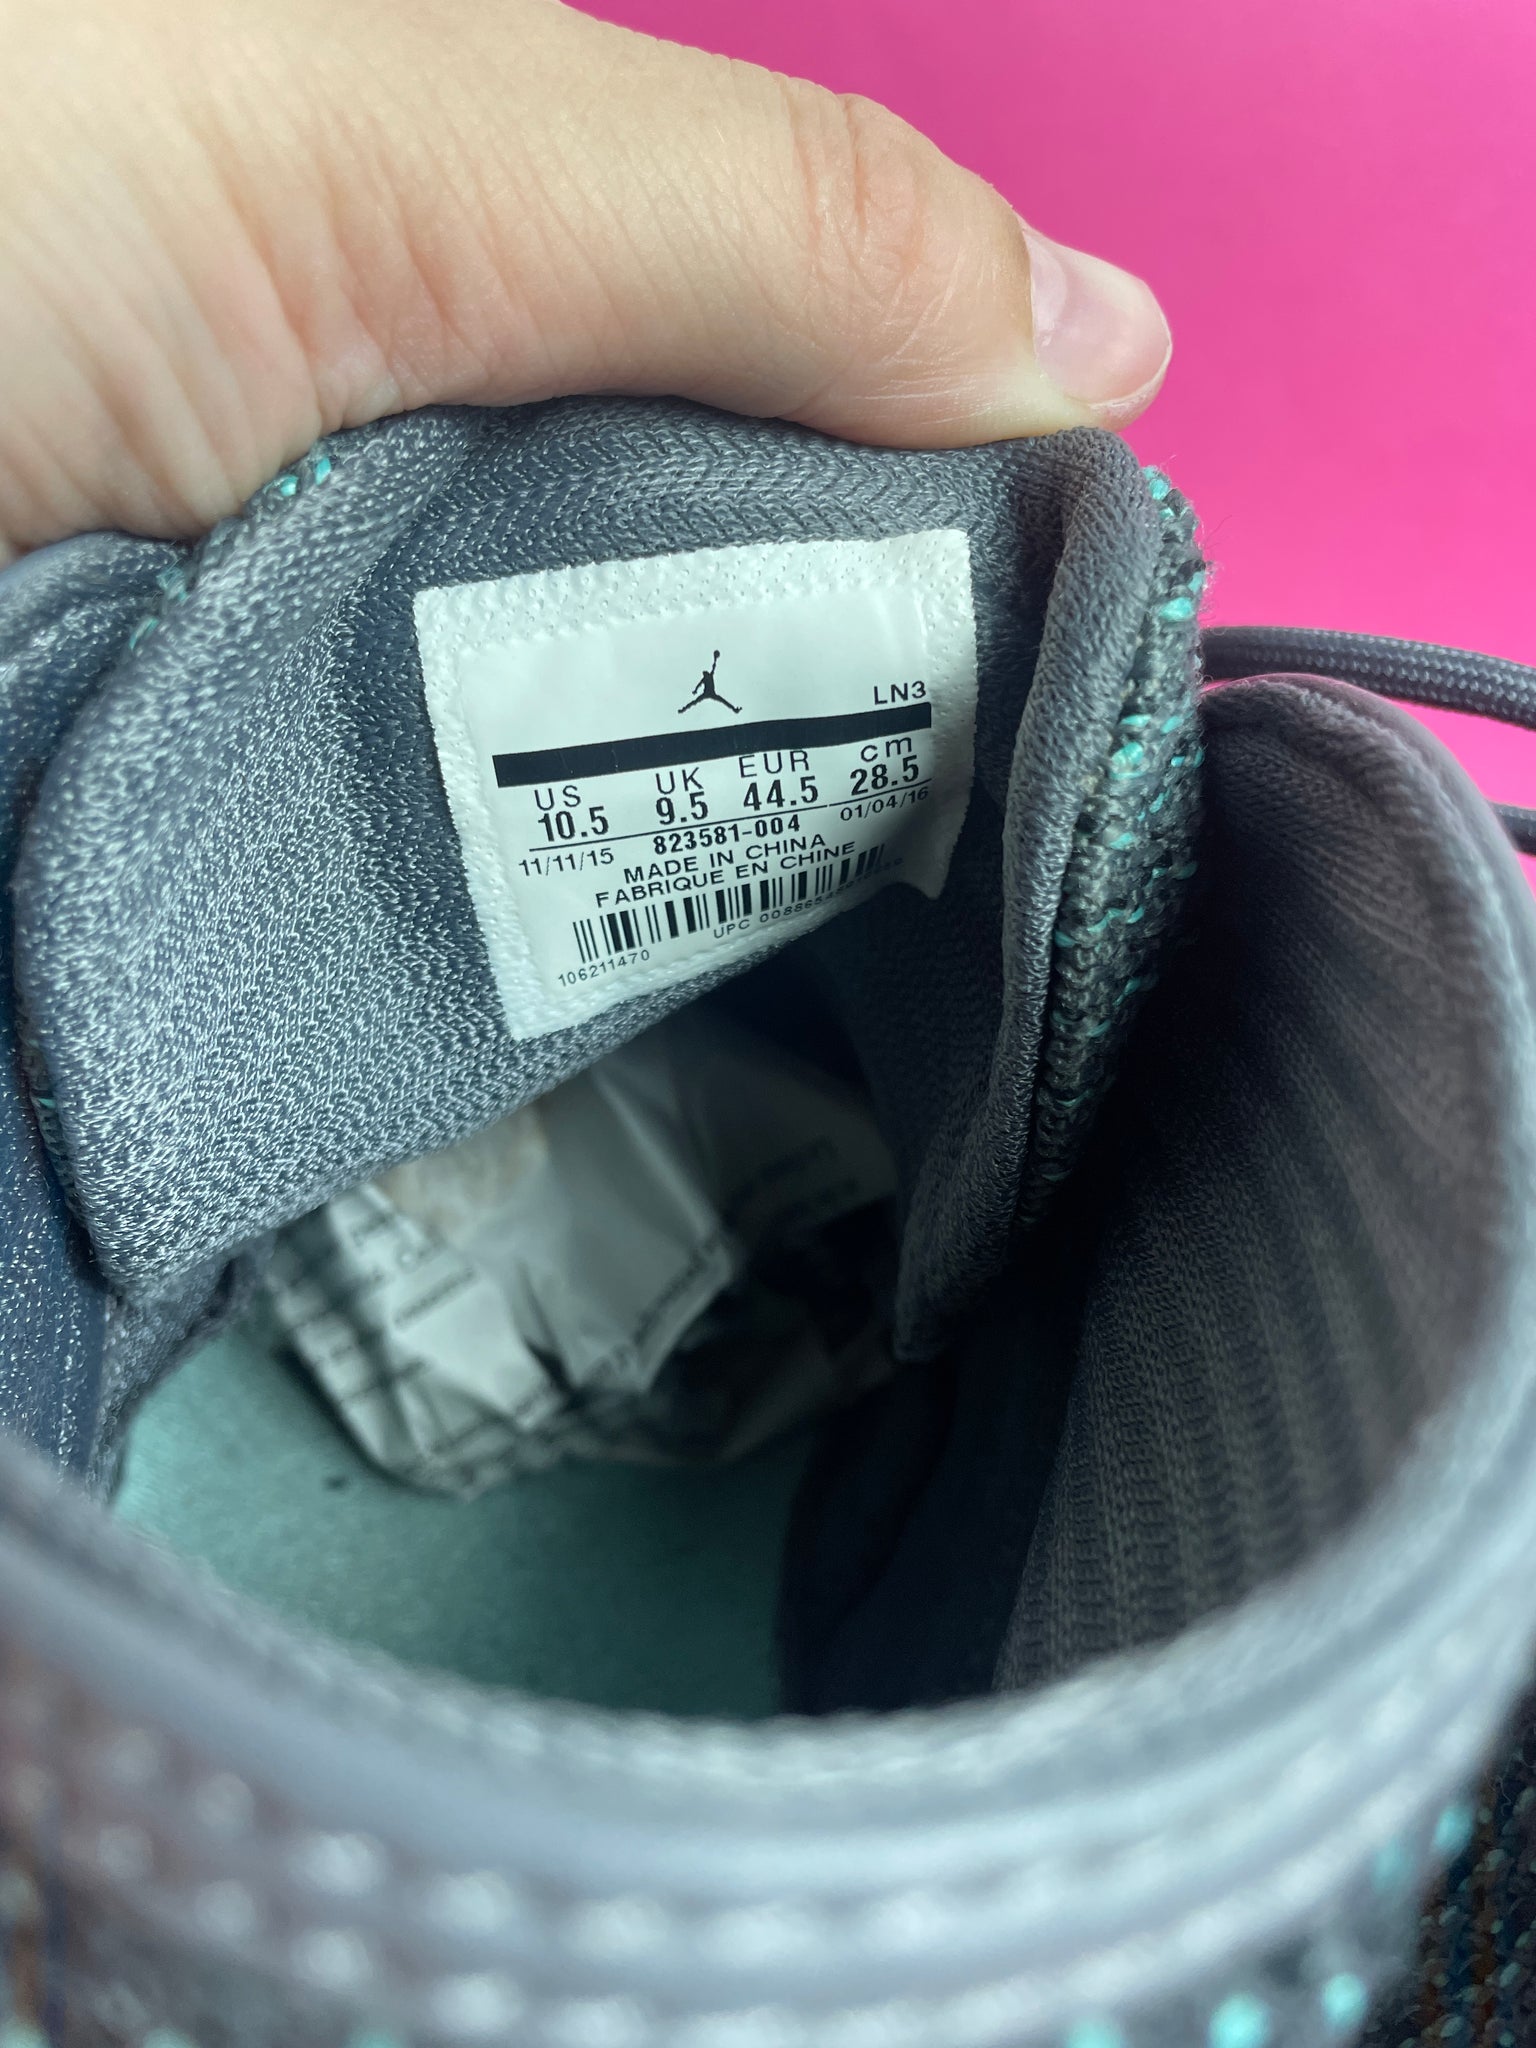 LN3
US UK EUR cm
10.5 9.5 44.5 28.5
11/11/15 823581-004 01/04/16
MADE IN CHINA
FABRIQUE EN CHINE
UPC
106211470